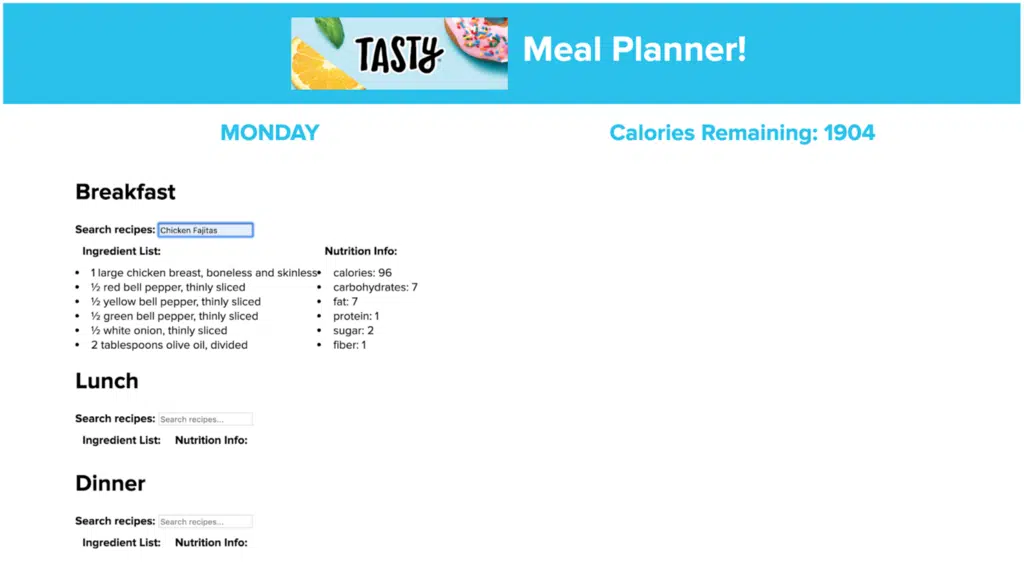 TASTY Meal Planner!
MONDAY Calories Remaining: 1904
Breakfast
Search recipes: Chicken Fajitas
Ingredient List: Nutrition Info:
• 1 large chicken breast, boneless and skinless • calories: 96
• ½ red bell pepper, thinly sliced • carbohydrates: 7
• ½ yellow bell pepper, thinly sliced • fat: 7
• ½ green bell pepper, thinly sliced • protein: 1
• ½ white onion, thinly sliced • sugar: 2
• 2 tablespoons olive oil, divided • fiber: 1
Lunch
Search recipes: Search recipes...
Ingredient List: Nutrition Info:
Dinner
Search recipes: Search recipes...
Ingredient List: Nutrition Info: